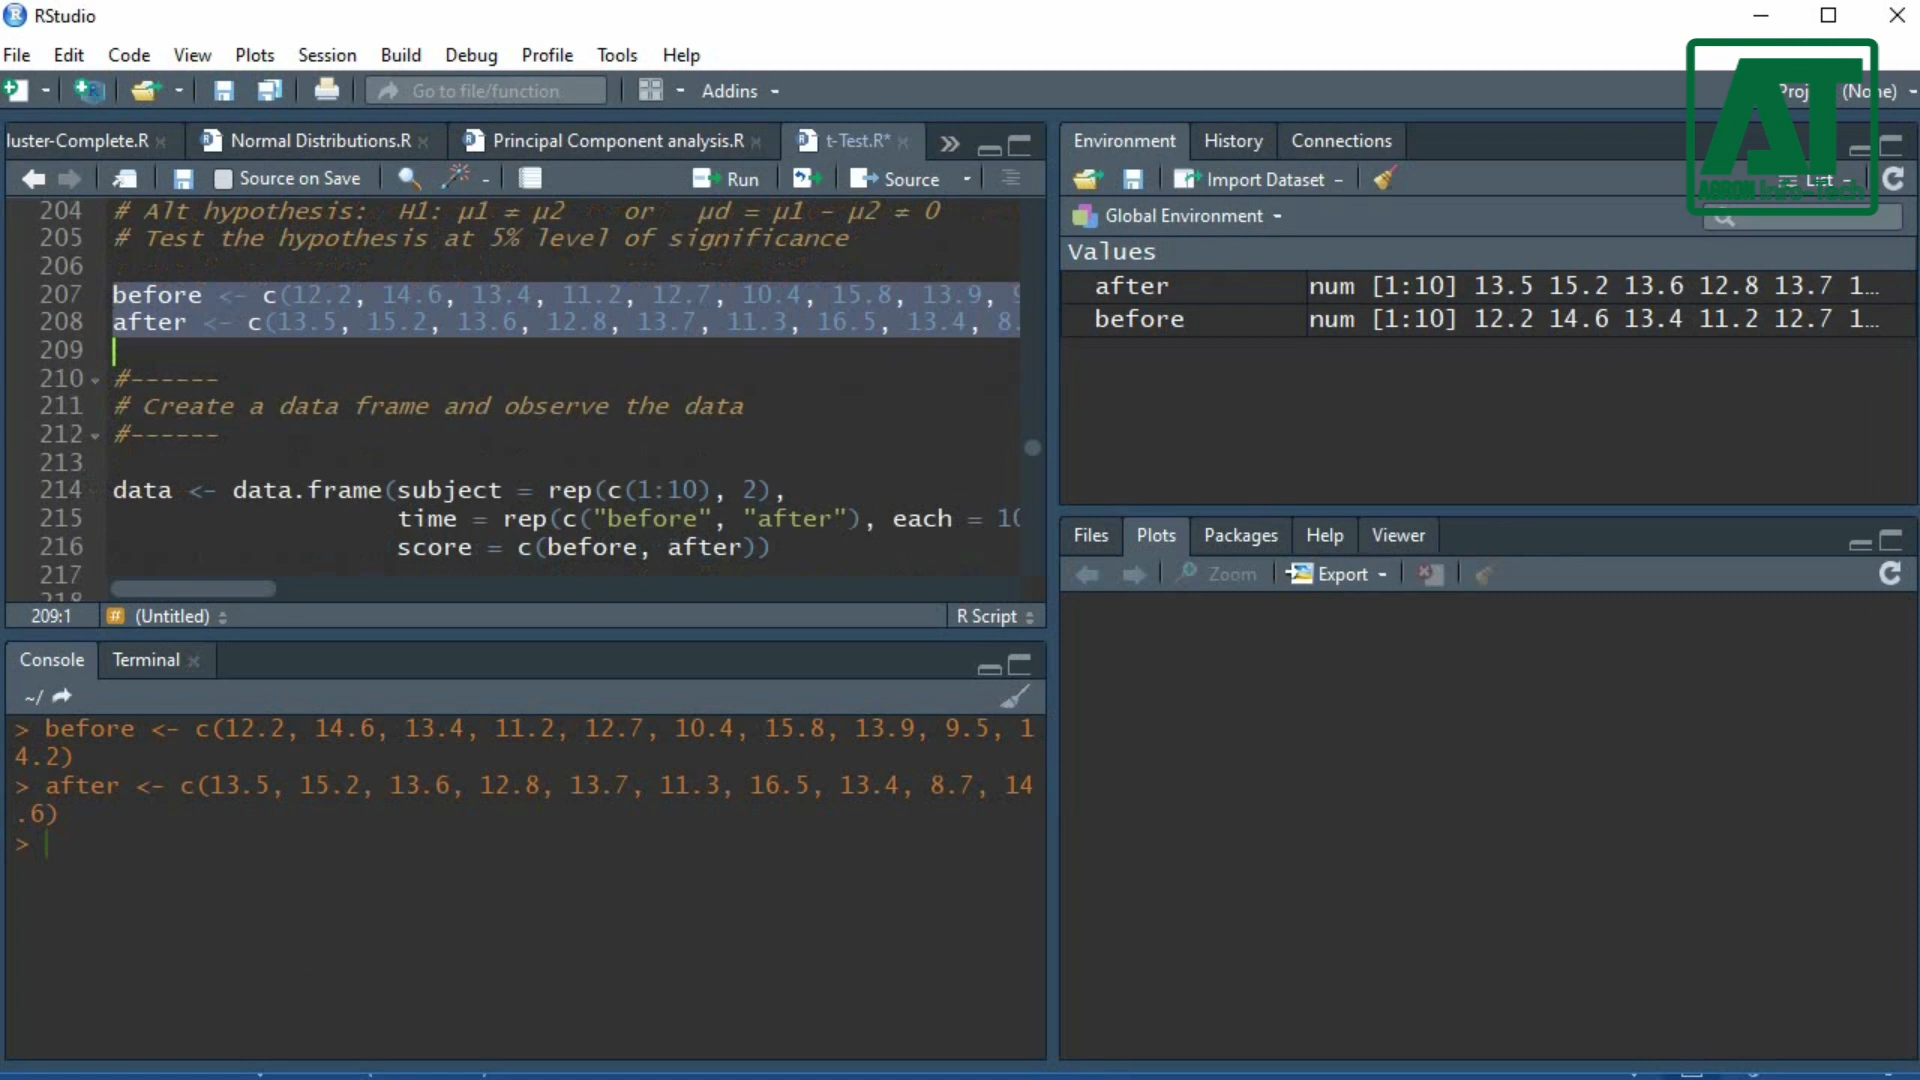 RStudio
File Edit Code View Plots Session Build Debug Profile Tools Help
Go to file/function Addins (None)
luster-Complete.R Normal Distributions.R Principal Component analysis.R t-Test.R*
Source on Save Run Source
204 # Alt hypothesis: H1: μ1 ≠ μ2 or μd = μ1 - μ2 ≠ 0
205 # Test the hypothesis at 5% level of significance
206
207 before <- c(12.2, 14.6, 13.4, 11.2, 12.7, 10.4, 15.8, 13.9, 9
208 after <- c(13.5, 15.2, 13.6, 12.8, 13.7, 11.3, 16.5, 13.4, 8.
209
210 #------
211 # Create a data frame and observe the data
212 #------
213
214 data <- data.frame(subject = rep(c(1:10), 2),
215 time = rep(c("before", "after"), each = 10
216 score = c(before, after))
217
218
209:1 # (Untitled) R Script
Console Terminal
~/
> before <- c(12.2, 14.6, 13.4, 11.2, 12.7, 10.4, 15.8, 13.9, 9.5, 1
4.2)
> after <- c(13.5, 15.2, 13.6, 12.8, 13.7, 11.3, 16.5, 13.4, 8.7, 14
.6)
>
Environment History Connections
Import Dataset List
Global Environment
Values
after num [1:10] 13.5 15.2 13.6 12.8 13.7 1…
before num [1:10] 12.2 14.6 13.4 11.2 12.7 1…
Files Plots Packages Help Viewer
Zoom Export
AT